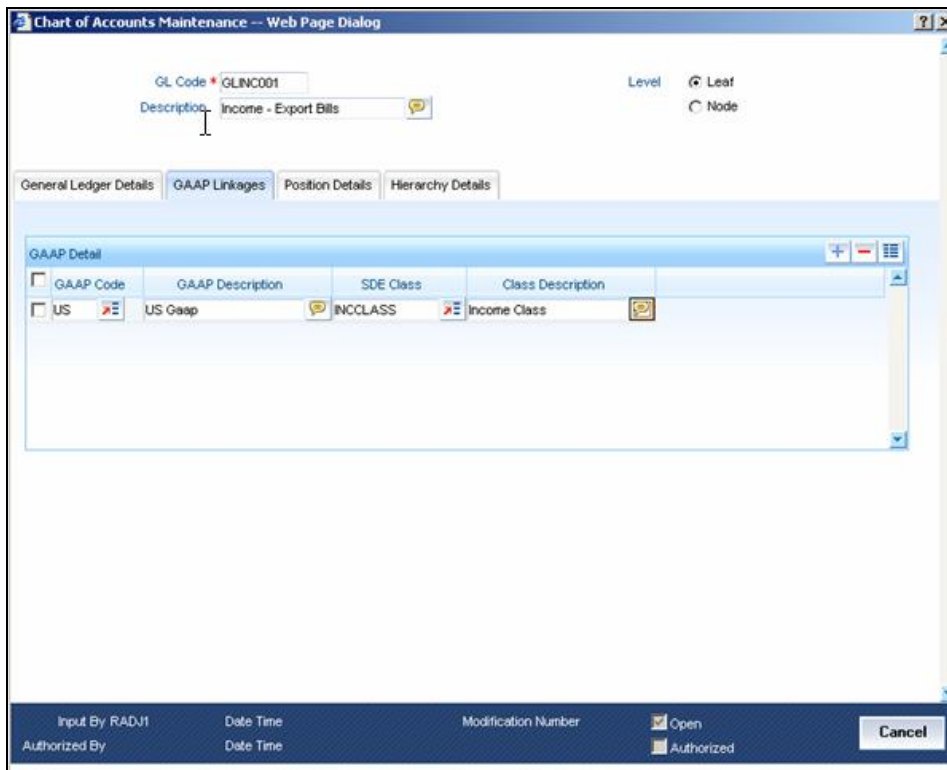 Chart of Accounts Maintenance -- Web Page Dialog
GL Code * GLINC001
Level Leaf
Description Income - Export Bills
Node
General Ledger Details GAAP Linkages Position Details Hierarchy Details
GAAP Detail
GAAP Code GAAP Description SDE Class Class Description
US US Gaap INCCLASS Income Class
Input By RADJ1 Date Time Modification Number Open
Authorized By Date Time Authorized
Cancel